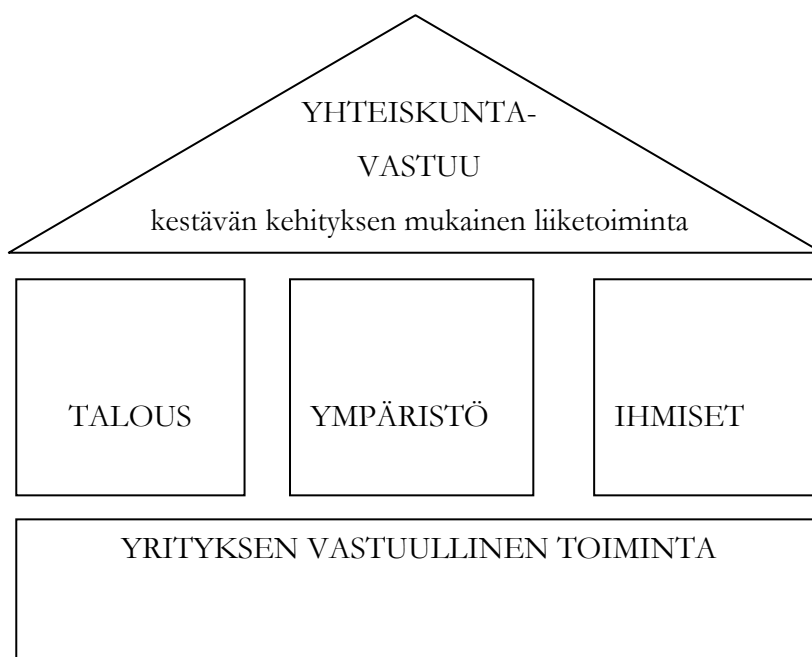 YHTEISKUNTA-
VASTUU
kestävän kehityksen mukainen liiketoiminta
TALOUS
YMPÄRISTÖ
IHMISET
YRITYKSEN VASTUULLINEN TOIMINTA